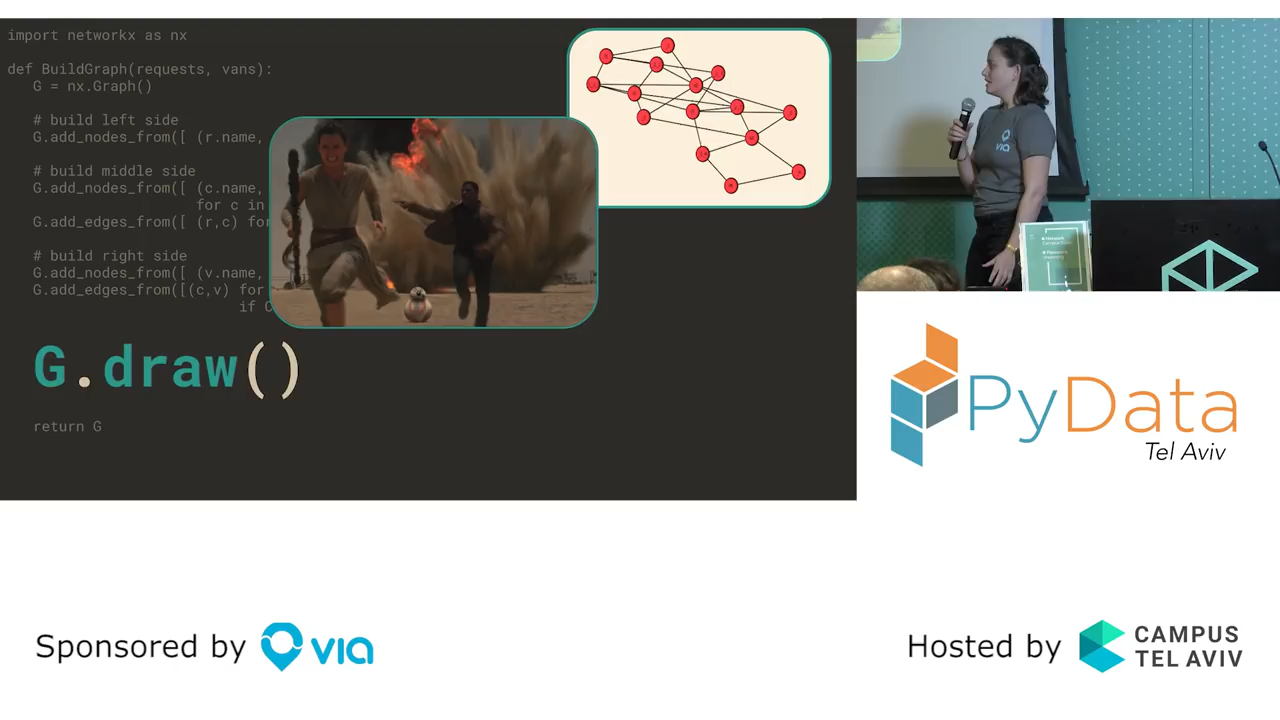 import networkx as nx
def BuildGraph(requests, vans):
G = nx.Graph()
# build left side
G.add_nodes_from([ (r.name,
# build middle side
G.add_nodes_from([ (c.name,
for c in
G.add_edges_from([ (r,c) for
# build right side
G.add_nodes_from([ (v.name,
G.add_edges_from([(c,v) for
if C
G.draw()
return G
via
PyData
Tel Aviv
Sponsored by via
Hosted by CAMPUS
TEL AVIV